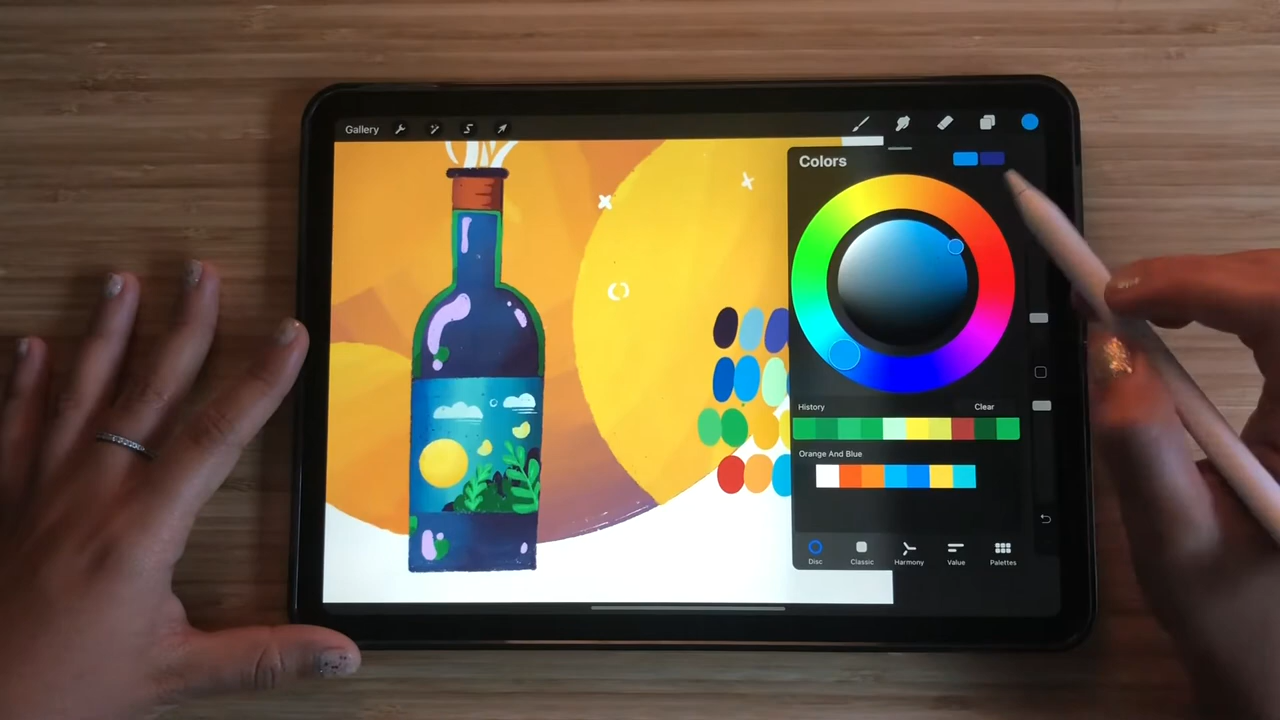 Gallery
Colors
History Clear
Orange And Blue
Disc Classic Harmony Value Palettes